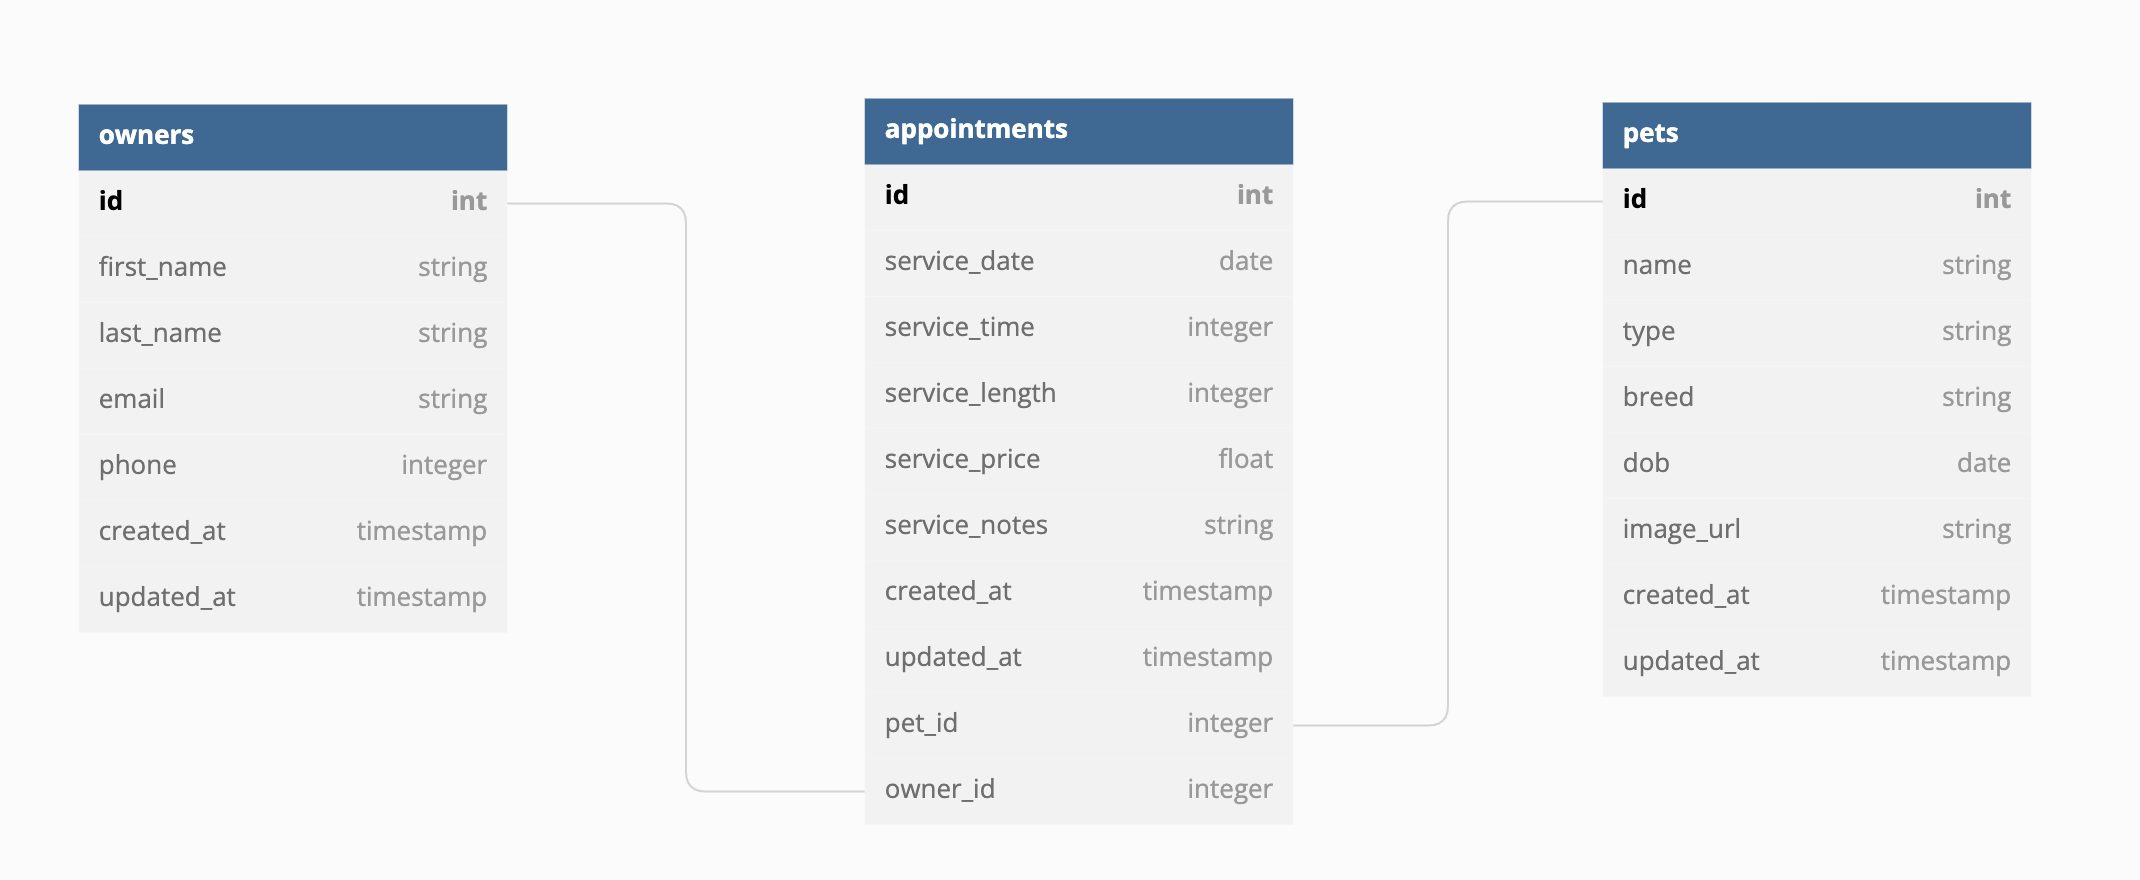 owners
id int
first_name string
last_name string
email string
phone integer
created_at timestamp
updated_at timestamp
appointments
id int
service_date date
service_time integer
service_length integer
service_price float
service_notes string
created_at timestamp
updated_at timestamp
pet_id integer
owner_id integer
pets
id int
name string
type string
breed string
dob date
image_url string
created_at timestamp
updated_at timestamp